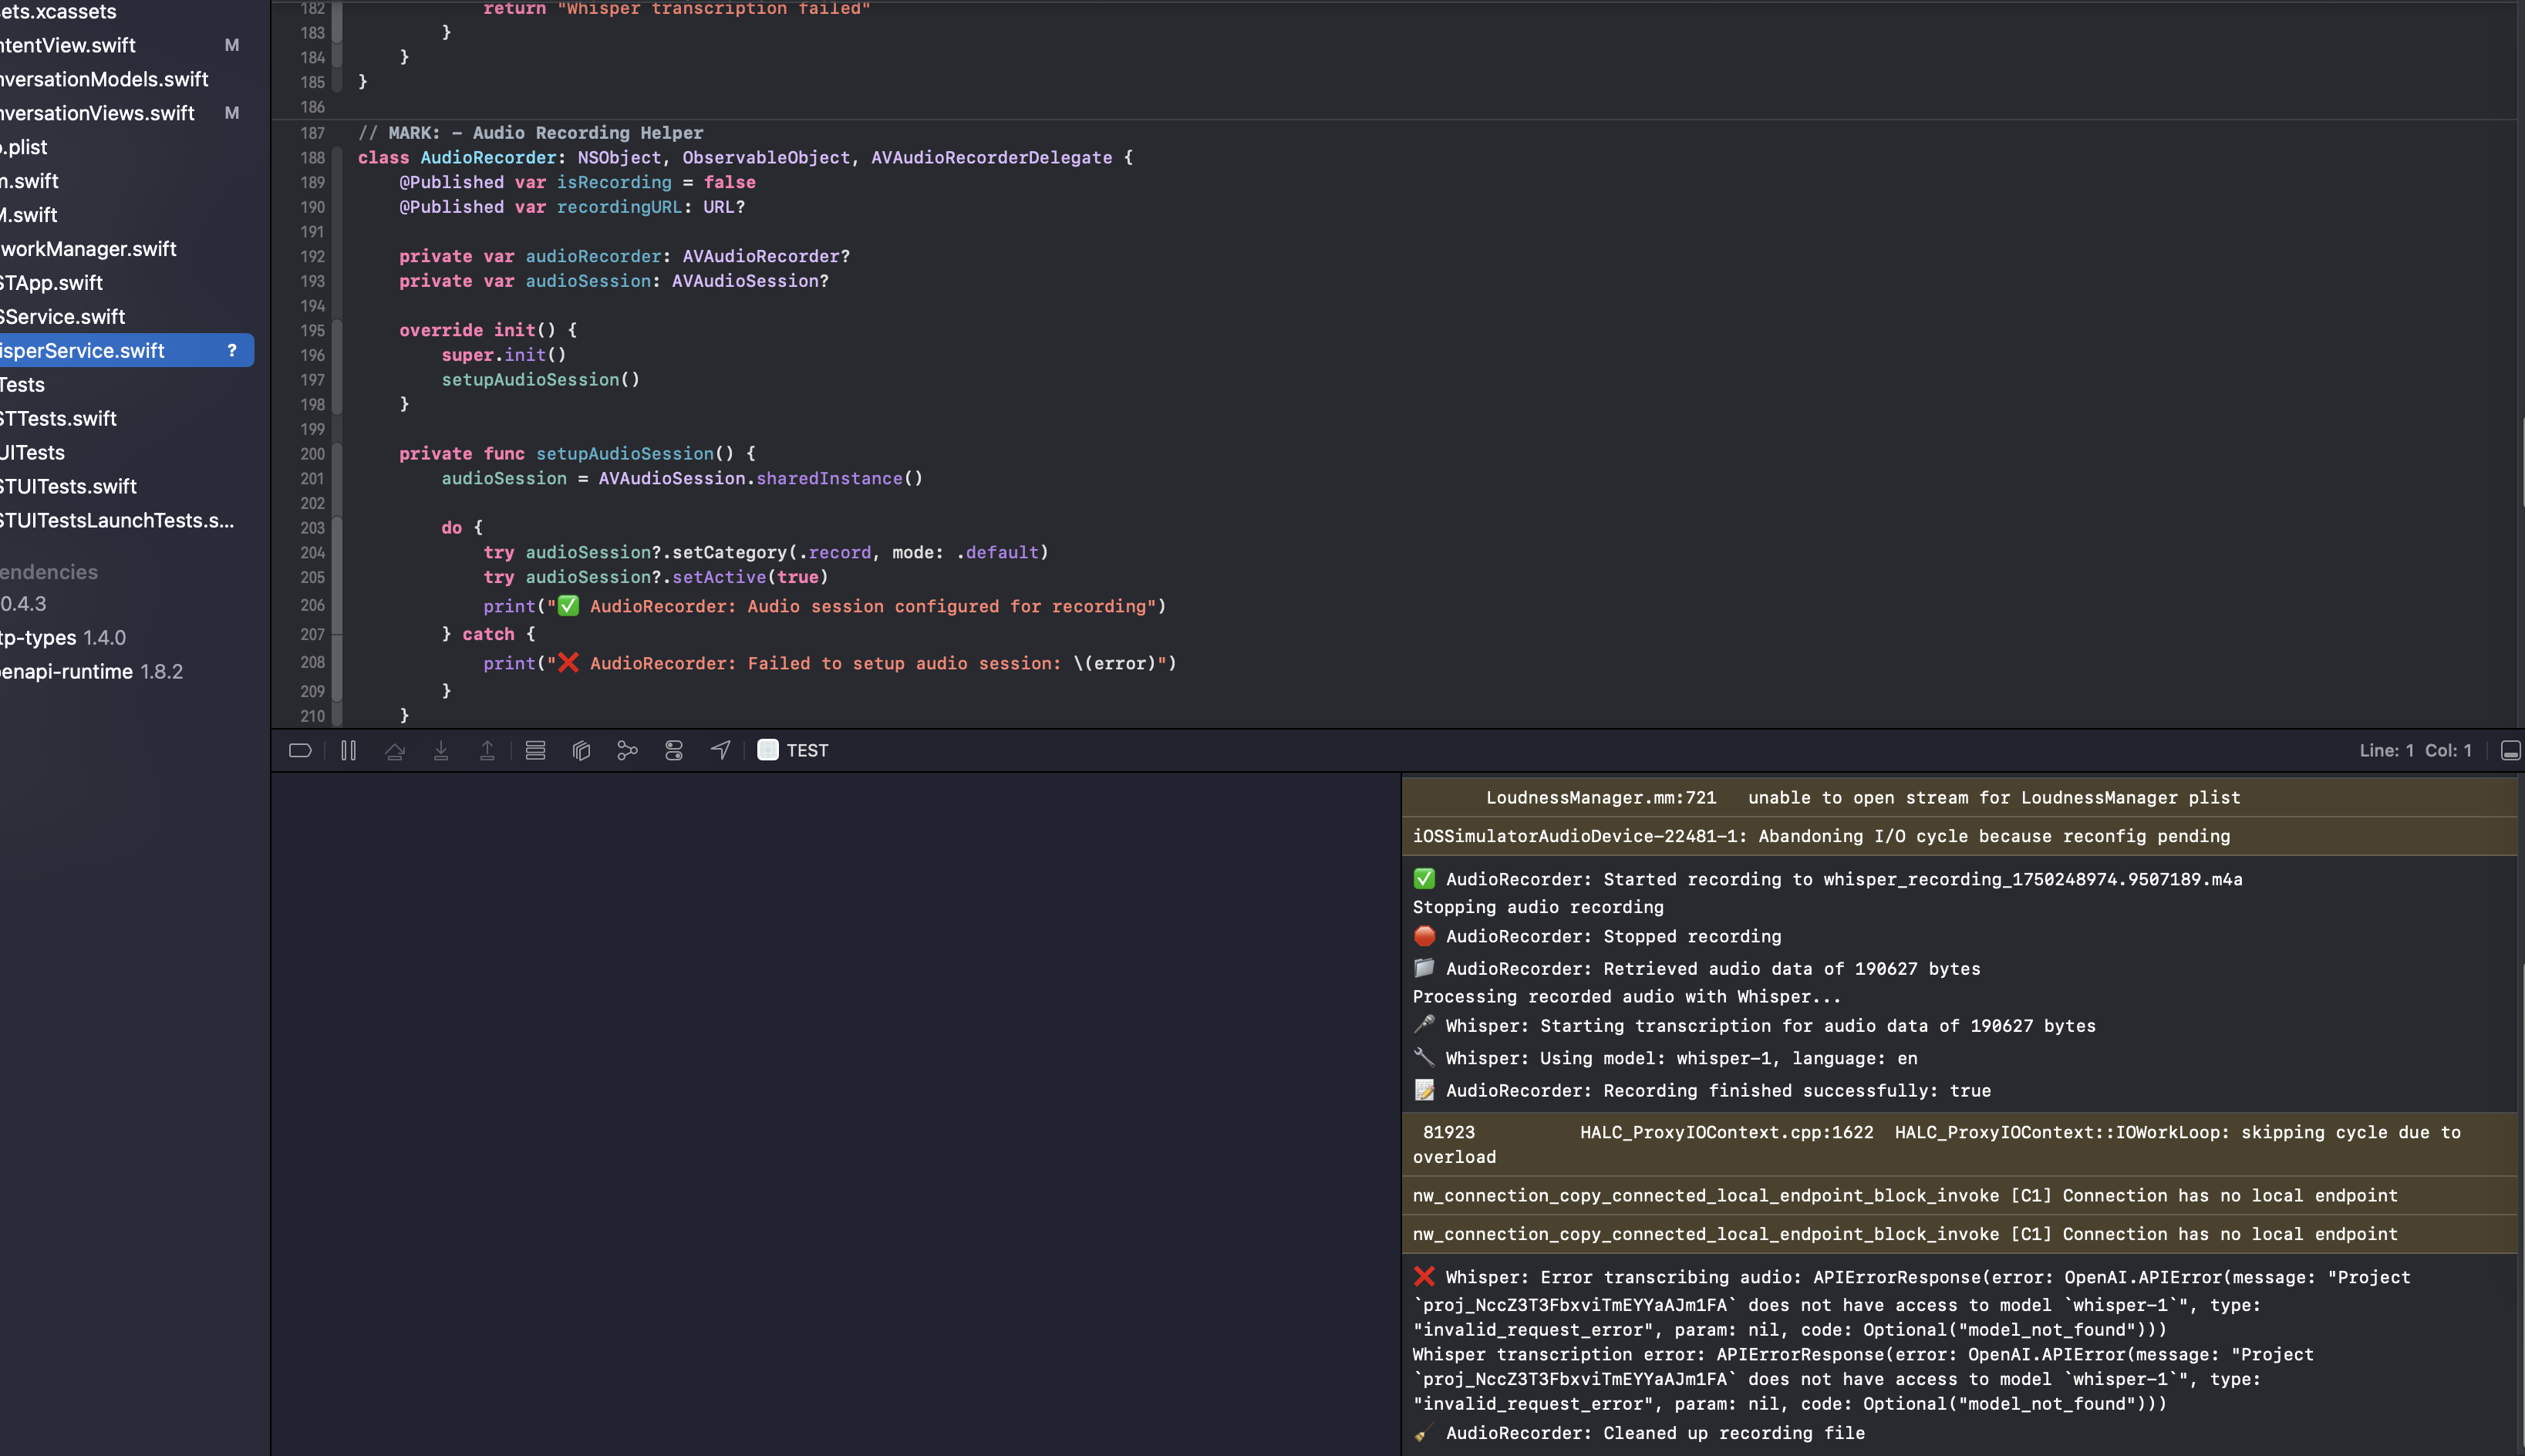 ets.xcassets
ntentView.swift M
nversationModels.swift
nversationViews.swift M
o.plist
m.swift
M.swift
workManager.swift
STApp.swift
SService.swift
isperService.swift ?
Tests
STTests.swift
UITests
STUITests.swift
STUITestsLaunchTests.s...
endencies
0.4.3
tp-types 1.4.0
penapi-runtime 1.8.2
182 return "Whisper transcription failed"
183 }
184 }
185 }
186
187 // MARK: - Audio Recording Helper
188 class AudioRecorder: NSObject, ObservableObject, AVAudioRecorderDelegate {
189 @Published var isRecording = false
190 @Published var recordingURL: URL?
191
192 private var audioRecorder: AVAudioRecorder?
193 private var audioSession: AVAudioSession?
194
195 override init() {
196 super.init()
197 setupAudioSession()
198 }
199
200 private func setupAudioSession() {
201 audioSession = AVAudioSession.sharedInstance()
202
203 do {
204 try audioSession?.setCategory(.record, mode: .default)
205 try audioSession?.setActive(true)
206 print("✅ AudioRecorder: Audio session configured for recording")
207 } catch {
208 print("❌ AudioRecorder: Failed to setup audio session: \(error)")
209 }
210 }
TEST
Line: 1 Col: 1
LoudnessManager.mm:721 unable to open stream for LoudnessManager plist
iOSSimulatorAudioDevice-22481-1: Abandoning I/O cycle because reconfig pending
✅ AudioRecorder: Started recording to whisper_recording_1750248974.9507189.m4a
Stopping audio recording
🛑 AudioRecorder: Stopped recording
📁 AudioRecorder: Retrieved audio data of 190627 bytes
Processing recorded audio with Whisper...
🎤 Whisper: Starting transcription for audio data of 190627 bytes
🔧 Whisper: Using model: whisper-1, language: en
📝 AudioRecorder: Recording finished successfully: true
81923 HALC_ProxyIOContext.cpp:1622 HALC_ProxyIOContext::IOWorkLoop: skipping cycle due to
overload
nw_connection_copy_connected_local_endpoint_block_invoke [C1] Connection has no local endpoint
nw_connection_copy_connected_local_endpoint_block_invoke [C1] Connection has no local endpoint
❌ Whisper: Error transcribing audio: APIErrorResponse(error: OpenAI.APIError(message: "Project
`proj_NccZ3T3FbxviTmEYYaAJm1FA` does not have access to model `whisper-1`", type:
"invalid_request_error", param: nil, code: Optional("model_not_found")))
Whisper transcription error: APIErrorResponse(error: OpenAI.APIError(message: "Project
`proj_NccZ3T3FbxviTmEYYaAJm1FA` does not have access to model `whisper-1`", type:
"invalid_request_error", param: nil, code: Optional("model_not_found")))
🧹 AudioRecorder: Cleaned up recording file